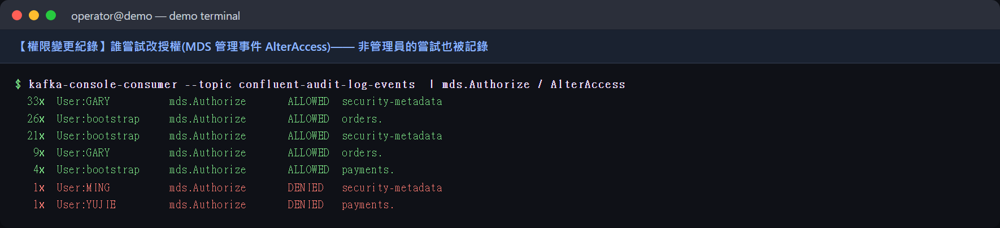 operator@demo — demo terminal
【權限變更紀錄】誰嘗試改授權(MDS 管理事件 AlterAccess)—— 非管理員的嘗試也被記錄
$ kafka-console-consumer --topic confluent-audit-log-events | mds.Authorize / AlterAccess
33x User:GARY mds.Authorize ALLOWED security-metadata
26x User:bootstrap mds.Authorize ALLOWED orders.
21x User:bootstrap mds.Authorize ALLOWED security-metadata
9x User:GARY mds.Authorize ALLOWED orders.
4x User:bootstrap mds.Authorize ALLOWED payments.
1x User:MING mds.Authorize DENIED security-metadata
1x User:YUJIE mds.Authorize DENIED payments.